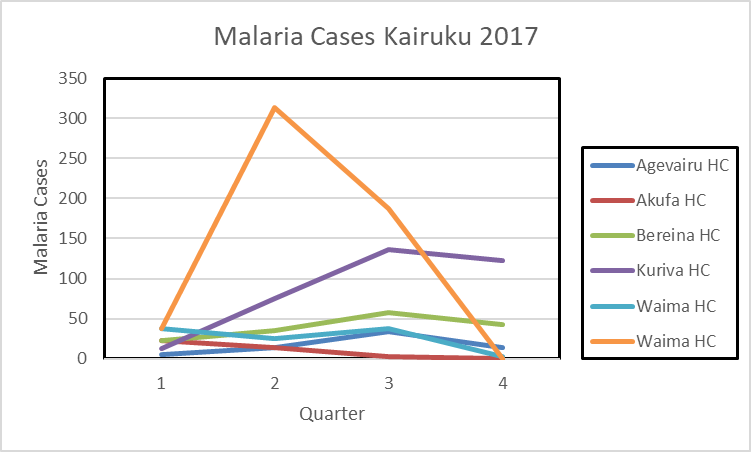 Malaria Cases Kairuku 2017
350
300
250
200
150
100
50
0
Malaria Cases
1 2 3 4
Quarter
Agevairu HC
Akufa HC
Bereina HC
Kuriva HC
Waima HC
Waima HC